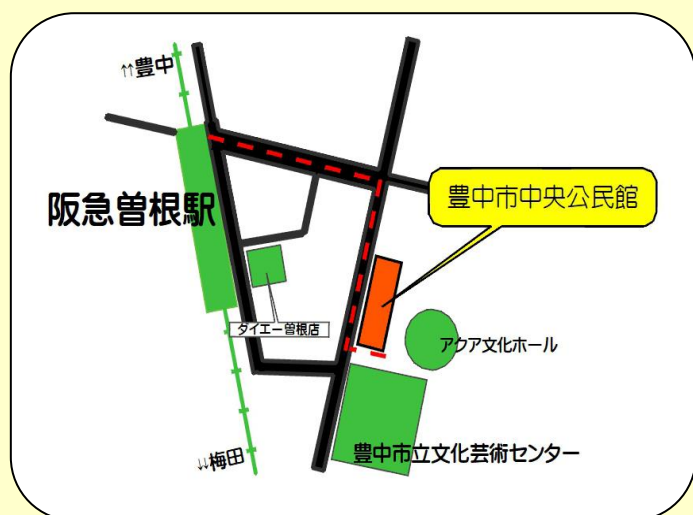 ↑↑豊中
阪急曽根駅
豊中市中央公民館
ダイエー曽根店
アクア文化ホール
豊中市立文化芸術センター
↓↓梅田